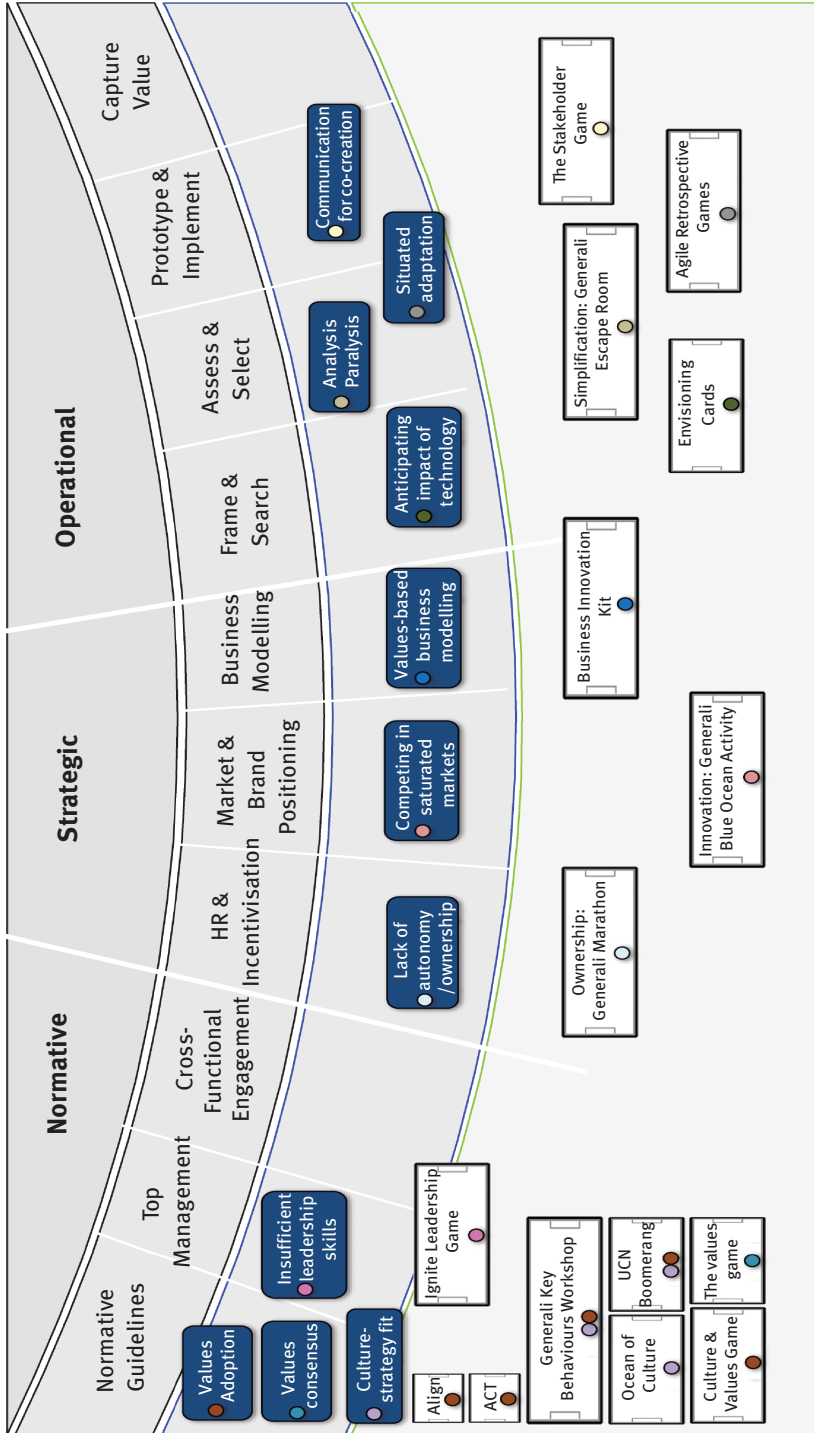 Normative
Strategic
Operational
Normative
Guidelines
Top
Management
Cross-
Functional
Engagement
HR &
Incentivisation
Market &
Brand
Positioning
Business
Modelling
Frame &
Search
Assess &
Select
Prototype &
Implement
Capture
Value
Values
Adoption
Values
consensus
Culture-
strategy fit
Insufficient
leadership
skills
Lack of
autonomy
/ownership
Competing in
saturated
markets
Values-based
business
modelling
Anticipating
impact of
technology
Analysis
Paralysis
Situated
adaptation
Communication
for co-creation
Align
ACT
Ignite Leadership
Game
Generali Key
Behaviours Workshop
Ocean of
Culture
UCN
Boomerang
Culture &
Values Game
The values
game
Ownership:
Generali Marathon
Innovation: Generali
Blue Ocean Activity
Business Innovation
Kit
Envisioning
Cards
Simplification: Generali
Escape Room
Agile Retrospective
Games
The Stakeholder
Game